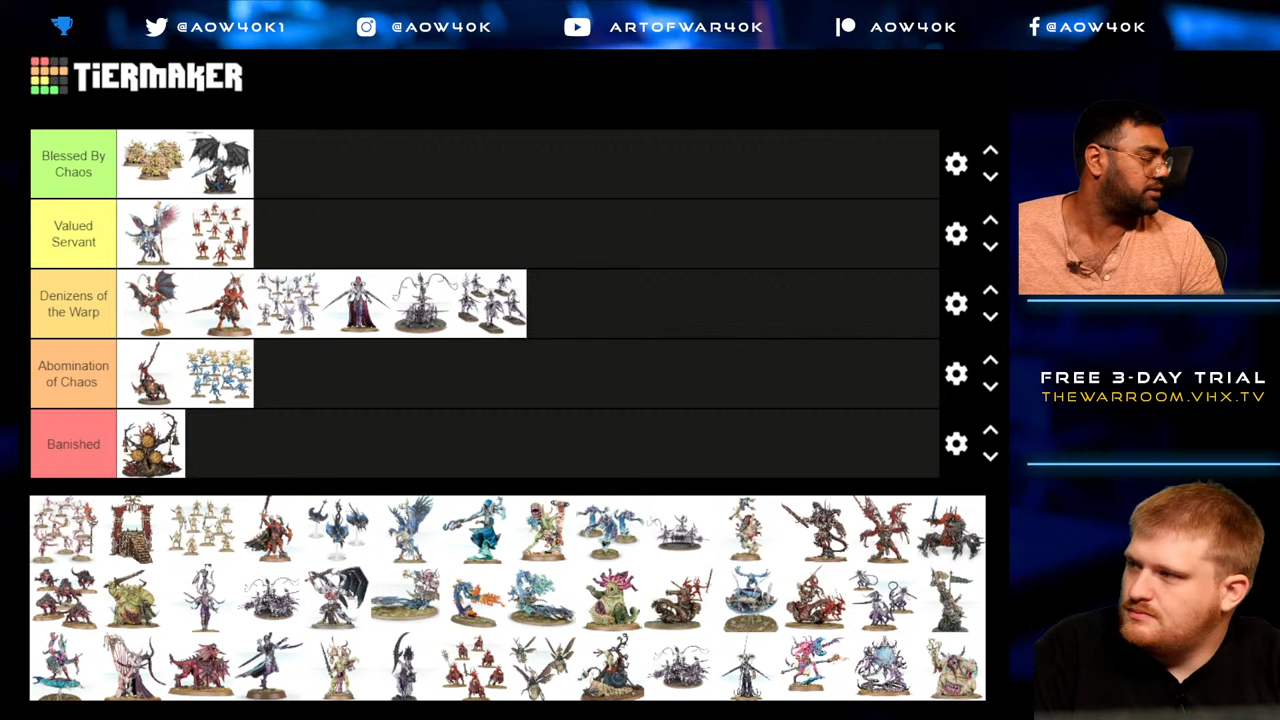 @AOW40K1
@AOW40K
ARTOFWAR40K
AOW40K
@AOW40K
TiERMAKER
Blessed By
Chaos
Valued
Servant
Denizens of
the Warp
Abomination
of Chaos
Banished
FREE 3-DAY TRIAL
THEWARROOM.VHX.TV